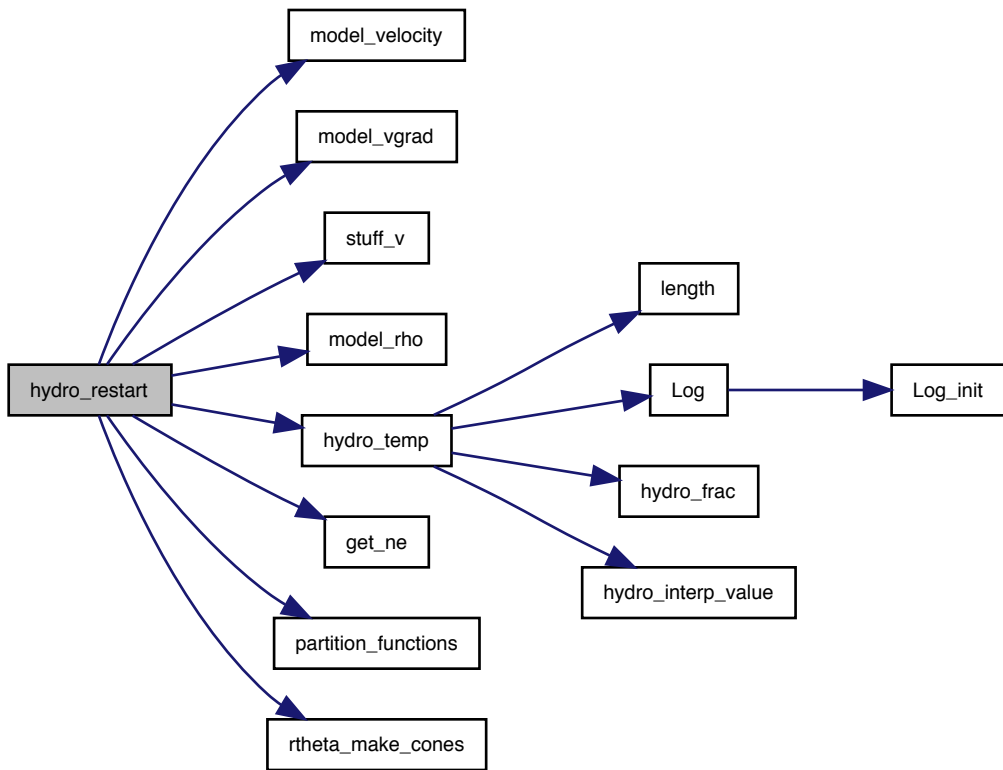 model_velocity
model_vgrad
stuff_v
length
model_rho
hydro_restart
Log
Log_init
hydro_temp
hydro_frac
get_ne
hydro_interp_value
partition_functions
rtheta_make_cones